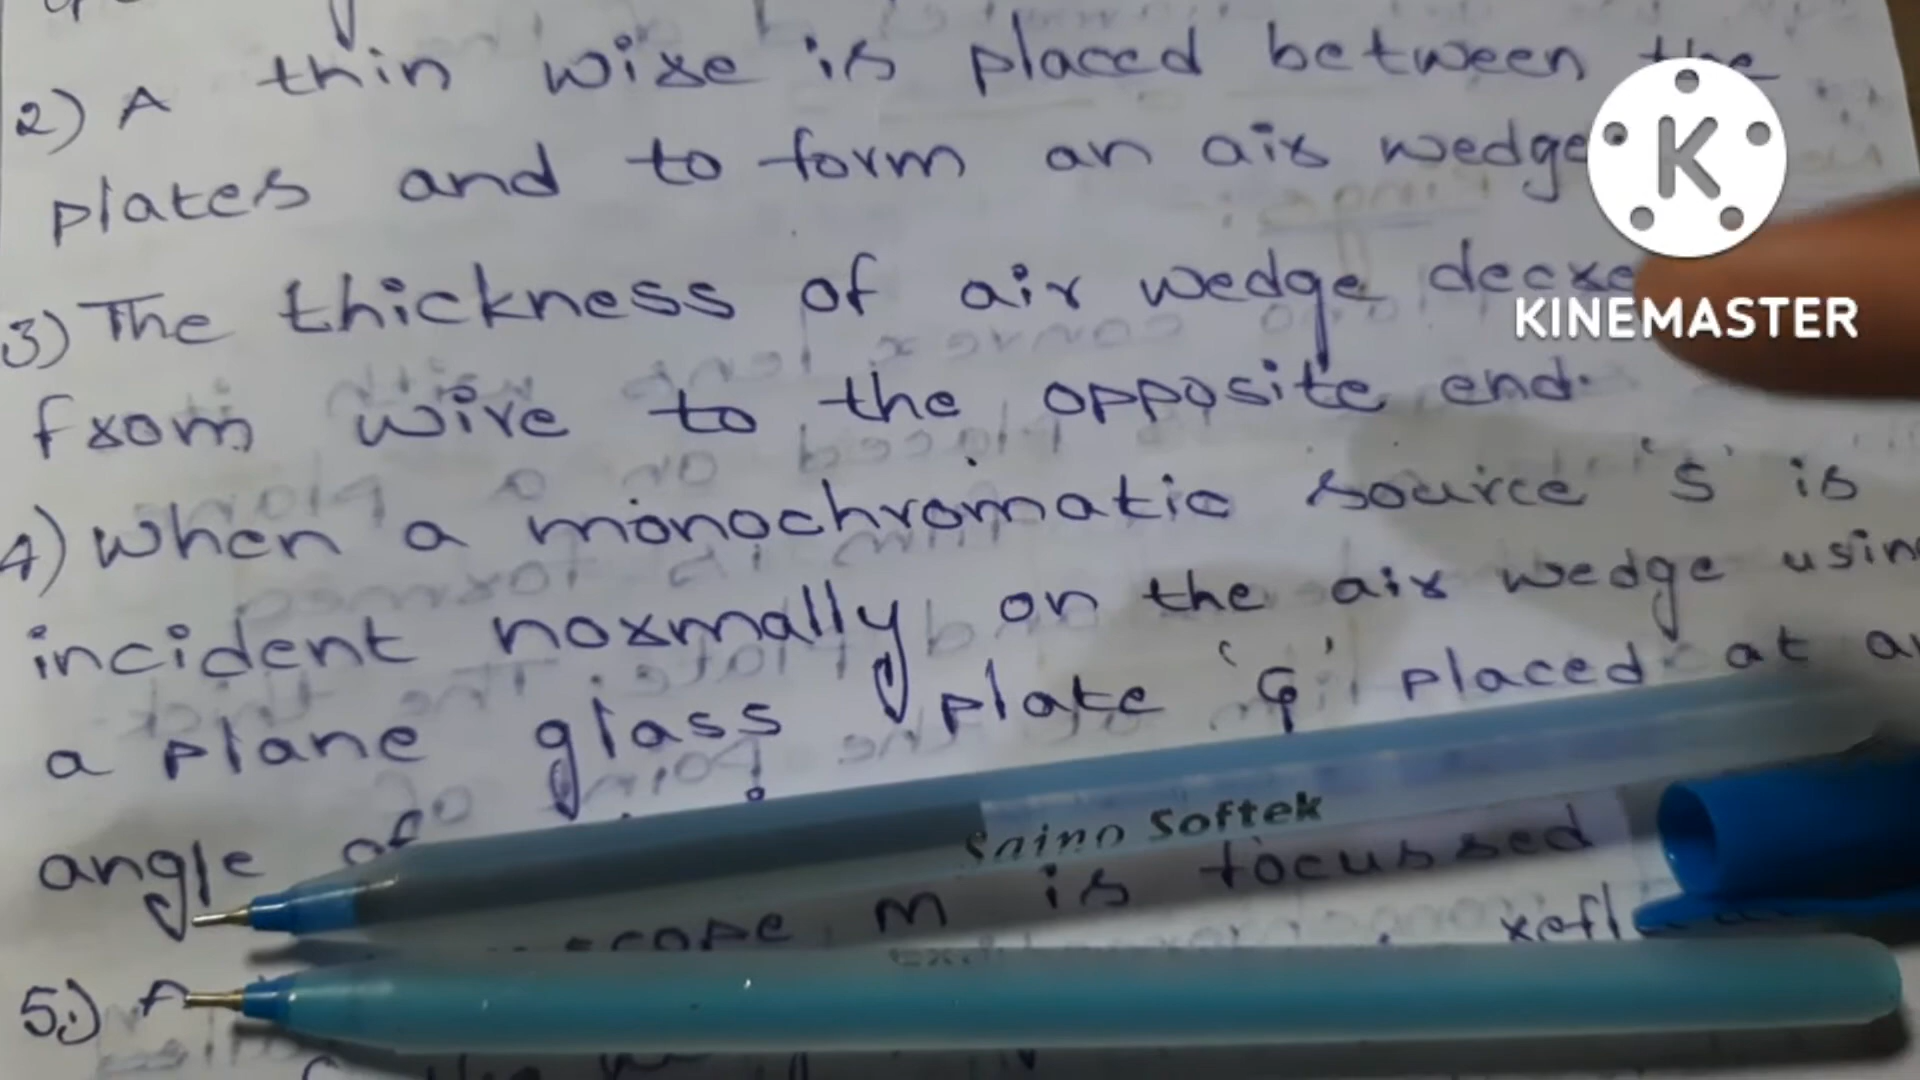 2) A thin wire is placed between the
plates and to form an air wedge.
3) The thickness of air wedge
from wire to the opposite end.
4) When a monochromatic source 'S' is
incident normally on the air wedge
a plane glass plate 'G' placed at
angle of
M is focussed
5.) A
Saino Softek
K
KINEMASTER